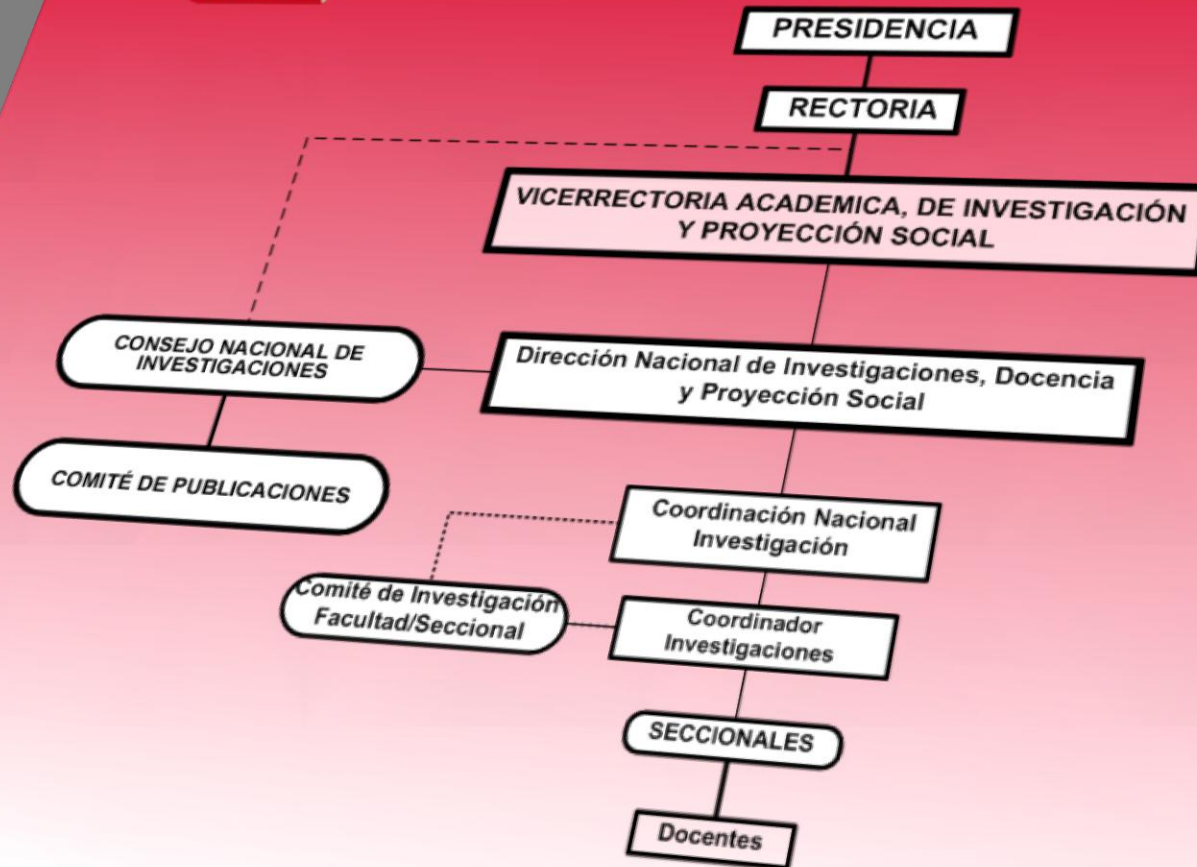 PRESIDENCIA
RECTORIA
VICERRECTORIA ACADEMICA, DE INVESTIGACIÓN
Y PROYECCIÓN SOCIAL
CONSEJO NACIONAL DE
INVESTIGACIONES
Dirección Nacional de Investigaciones, Docencia
y Proyección Social
COMITÉ DE PUBLICACIONES
Coordinación Nacional
Investigación
Comité de Investigación
Facultad/Seccional
Coordinador
Investigaciones
SECCIONALES
Docentes